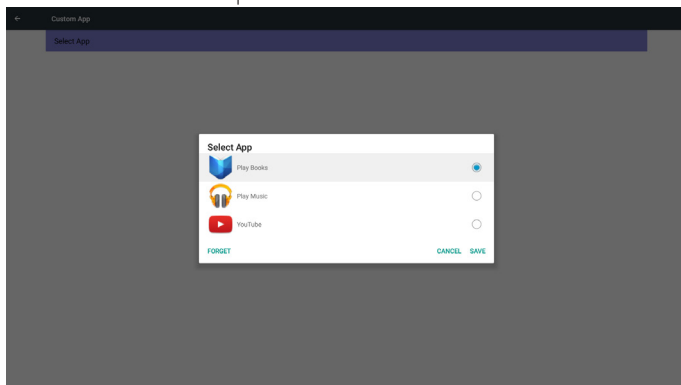 Custom App
Select App
Select App
Play Books
Play Music
YouTube
FORGET CANCEL SAVE